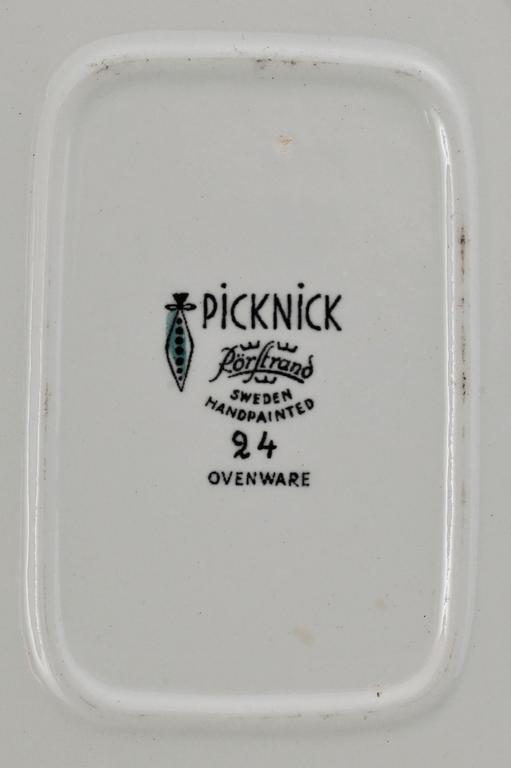 PiCKNiCK
Rörstrand
SWEDEN
HANDPAINTED
24
OVENWARE